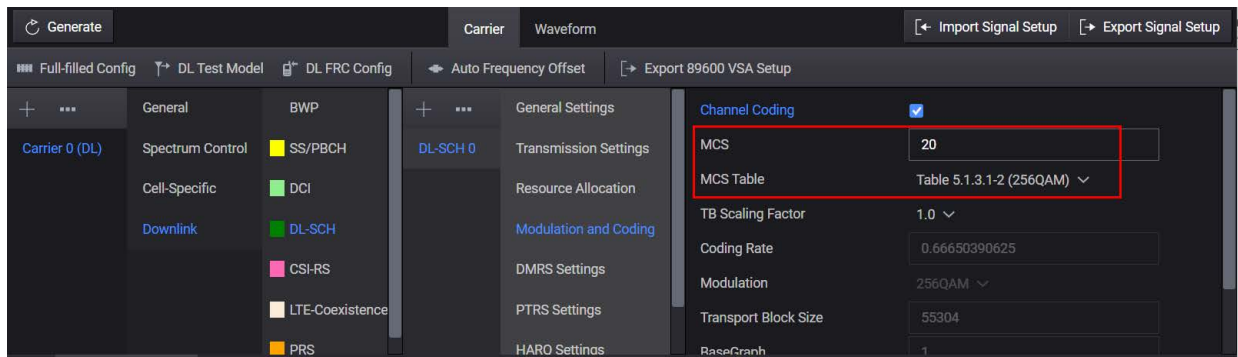 Generate
Carrier Waveform
Import Signal Setup Export Signal Setup
Full-filled Config DL Test Model DL FRC Config Auto Frequency Offset Export 89600 VSA Setup
Carrier 0 (DL)
General
Spectrum Control
Cell-Specific
Downlink
BWP
SS/PBCH
DCI
DL-SCH
CSI-RS
LTE-Coexistence
PRS
DL-SCH 0
General Settings
Transmission Settings
Resource Allocation
Modulation and Coding
DMRS Settings
PTRS Settings
HARQ Settings
Channel Coding
MCS 20
MCS Table Table 5.1.3.1-2 (256QAM)
TB Scaling Factor 1.0
Coding Rate 0.66650390625
Modulation 256QAM
Transport Block Size 55304
BaseGraph 1